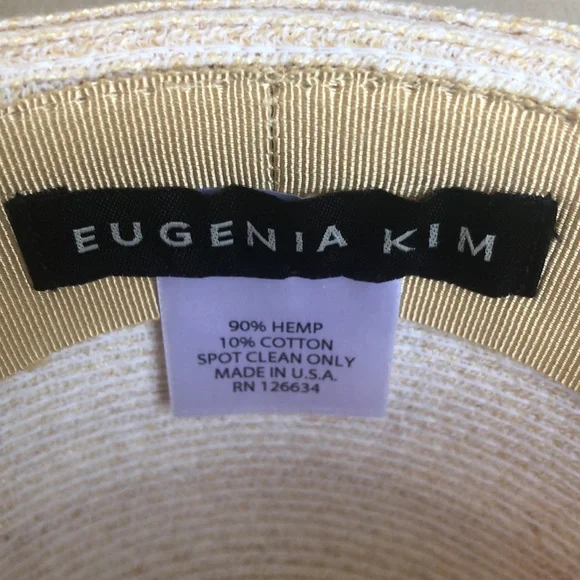 EUGENIA KIM
90% HEMP
10% COTTON
SPOT CLEAN ONLY
MADE IN U.S.A.
RN 126634